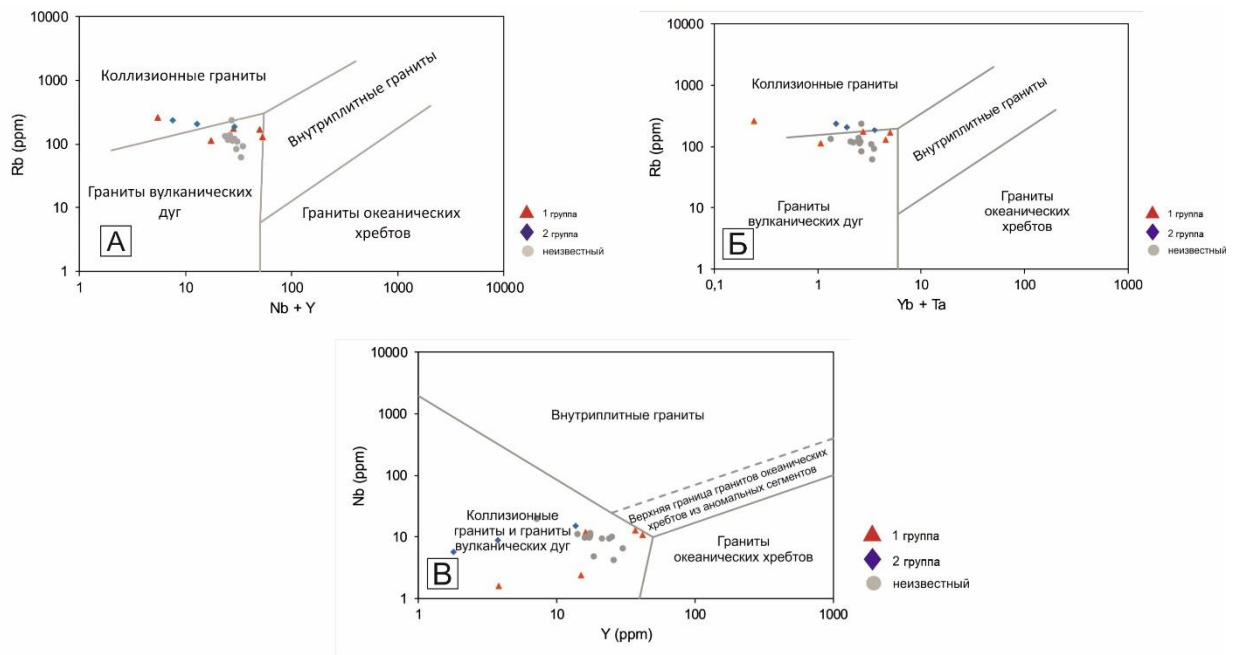 10000
1000
100
10
1
Rb (ppm)
Коллизионные граниты
Внутриплитные граниты
Граниты вулканических
дуг
Граниты океанических
хребтов
А
1
10
100
1000
10000
Nb + Y
1 группа
2 группа
неизвестный
10000
1000
100
10
1
Rb (ppm)
Коллизионные граниты
Внутриплитные граниты
Граниты
вулканических дуг
Граниты
океанических
хребтов
Б
0,1
1
10
100
1000
Yb + Ta
1 группа
2 группа
неизвестный
10000
1000
100
10
1
Nb (ppm)
Внутриплитные граниты
Верхняя граница гранитов океанических
хребтов из аномальных сегментов
Коллизионные
граниты и граниты
вулканических дуг
Граниты
океанических хребтов
В
1
10
100
1000
Y (ppm)
1 группа
2 группа
неизвестный